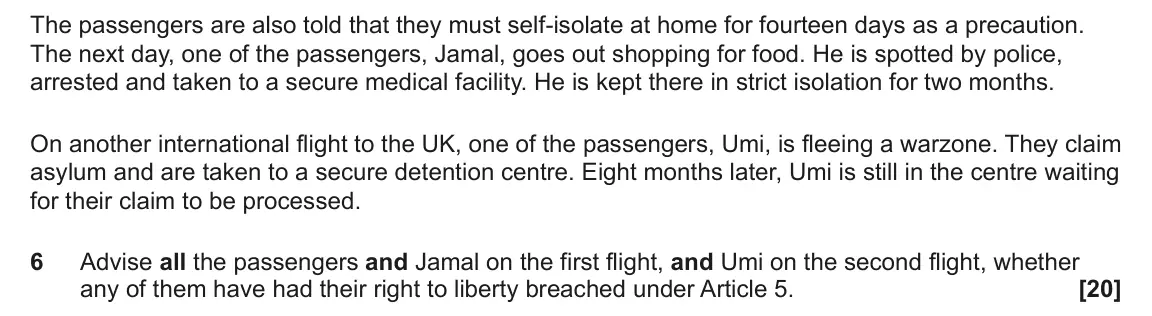 The passengers are also told that they must self-isolate at home for fourteen days as a precaution.
The next day, one of the passengers, Jamal, goes out shopping for food. He is spotted by police,
arrested and taken to a secure medical facility. He is kept there in strict isolation for two months.
On another international flight to the UK, one of the passengers, Umi, is fleeing a warzone. They claim
asylum and are taken to a secure detention centre. Eight months later, Umi is still in the centre waiting
for their claim to be processed.
6 Advise all the passengers and Jamal on the first flight, and Umi on the second flight, whether
any of them have had their right to liberty breached under Article 5. [20]